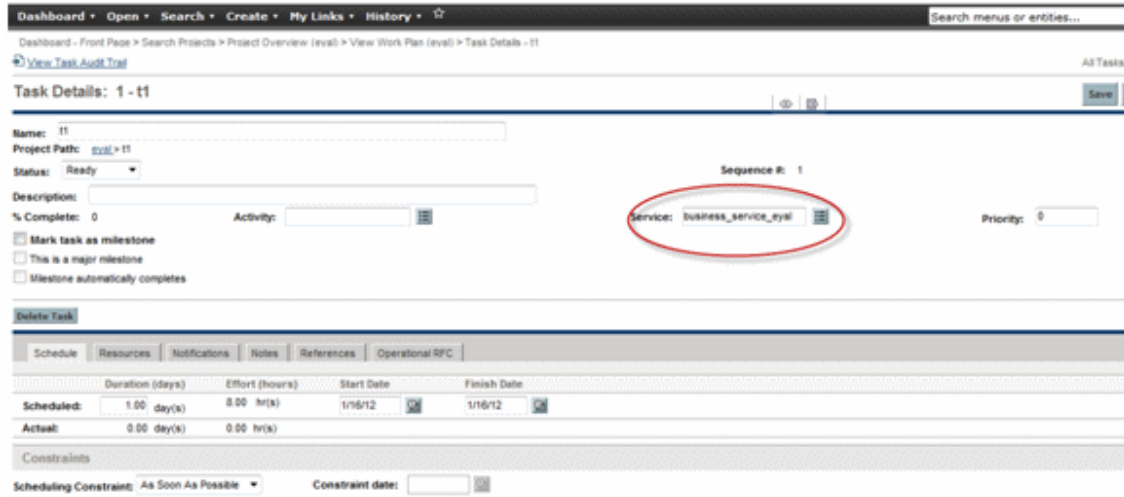 Dashboard Open Search Create My Links History
Search menus or entities...
Dashboard - Front Page > Search Projects > Project Overview (eval) > View Work Plan (eval) > Task Details - t1
View Task Audit Trail
All Tasks
Task Details: 1 - t1
Save
Name: t1
Project Path: eval > t1
Status: Ready
Sequence #: 1
Description:
% Complete: 0 Activity: Service: business_service_eyal Priority: 0
Mark task as milestone
This is a major milestone
Milestone automatically completes
Delete Task
Schedule Resources Notifications Notes References Operational RFC
Duration (days) Effort (hours) Start Date Finish Date
Scheduled: 1.00 day(s) 8.00 hr(s) 1/16/12 1/16/12
Actual: 0.00 day(s) 0.00 hr(s)
Constraints
Scheduling Constraint: As Soon As Possible Constraint date: